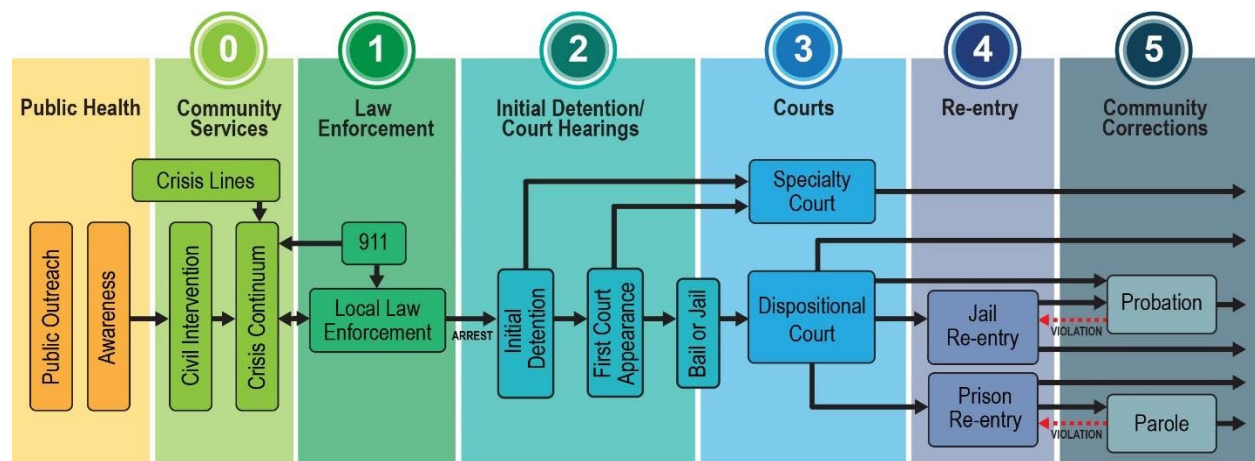 0
1
2
3
4
5
Public Health
Community
Services
Law
Enforcement
Initial Detention/
Court Hearings
Courts
Re-entry
Community
Corrections
Crisis Lines
Public Outreach
Awareness
Civil Intervention
Crisis Continuum
911
Local Law
Enforcement
ARREST
Initial
Detention
First Court
Appearance
Bail or Jail
Specialty
Court
Dispositional
Court
Jail
Re-entry
Prison
Re-entry
VIOLATION
Probation
VIOLATION
Parole